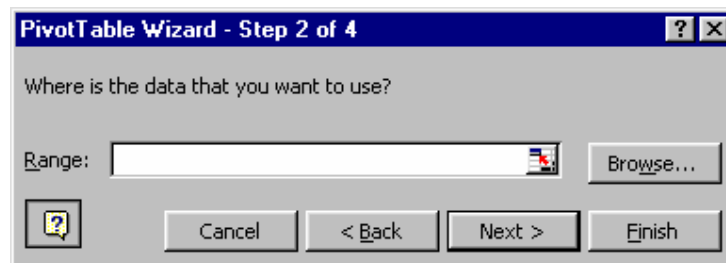 PivotTable Wizard - Step 2 of 4
? X
Where is the data that you want to use?
Range:
Browse...
?
Cancel
< Back
Next >
Finish